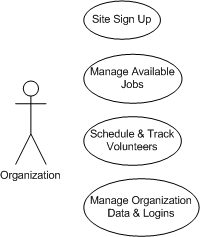 Site Sign Up
Manage Available
Jobs
Schedule & Track
Volunteers
Organization
Manage Organization
Data & Logins